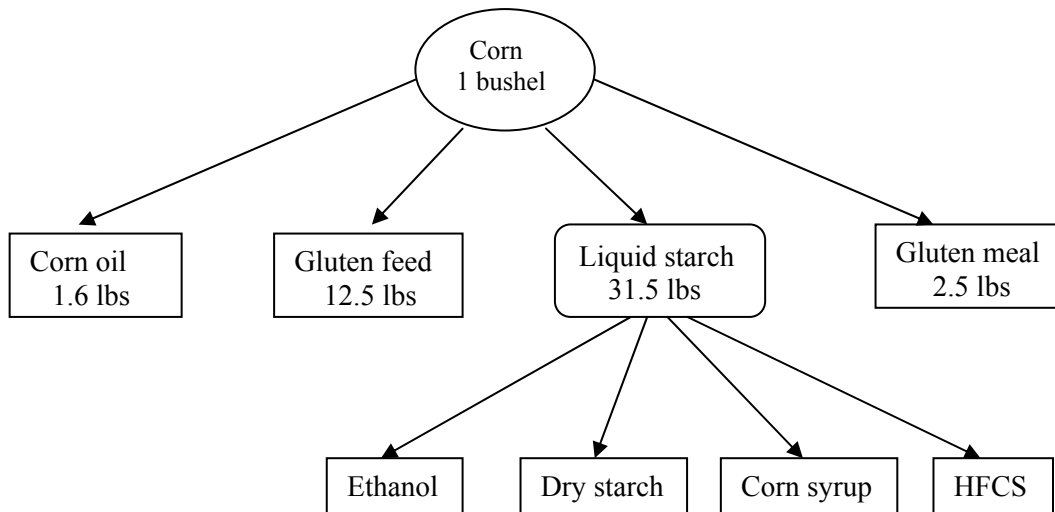 Corn
1 bushel
Corn oil
1.6 lbs
Gluten feed
12.5 lbs
Liquid starch
31.5 lbs
Gluten meal
2.5 lbs
Ethanol
Dry starch
Corn syrup
HFCS